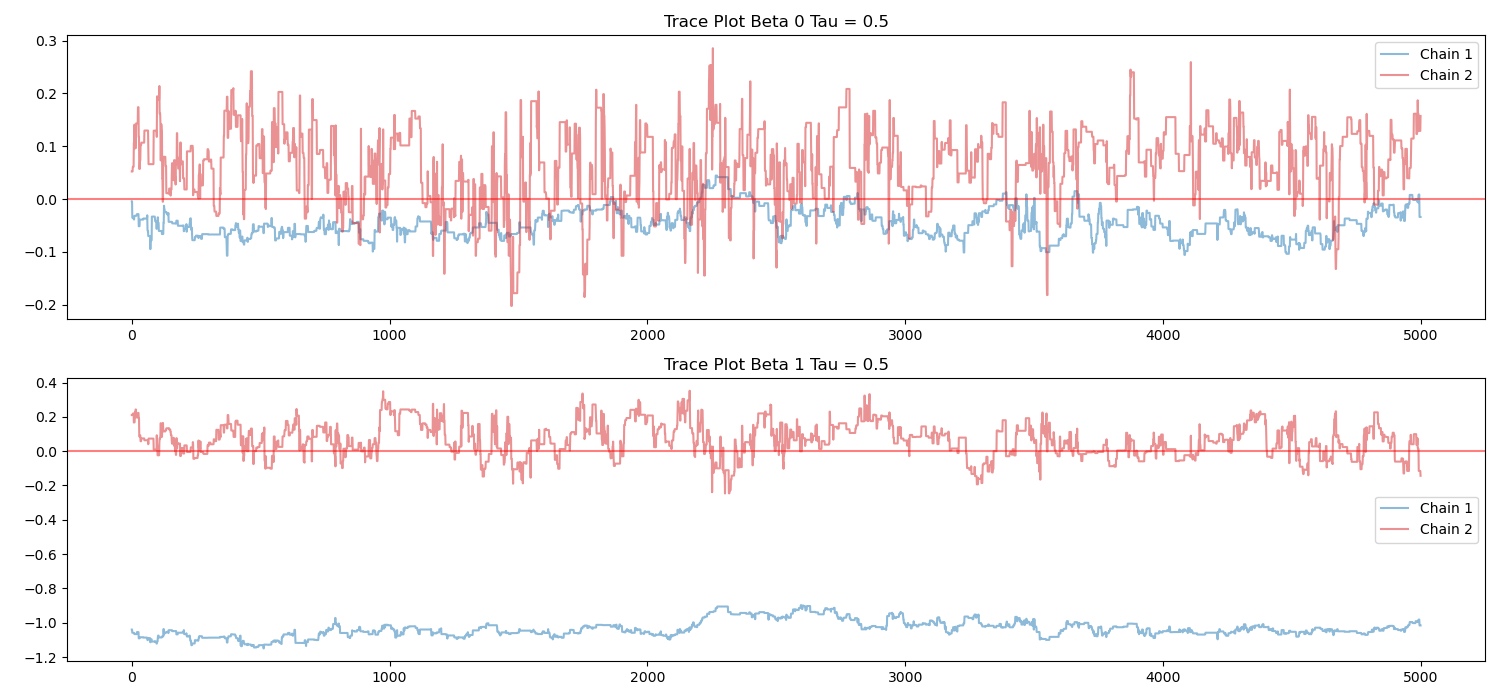 Trace Plot Beta 0 Tau = 0.5
0.3
0.2
0.1
0.0
−0.1
−0.2
Chain 1
Chain 2
0 1000 2000 3000 4000 5000
Trace Plot Beta 1 Tau = 0.5
0.4
0.2
0.0
−0.2
−0.4
−0.6
−0.8
−1.0
−1.2
Chain 1
Chain 2
0 1000 2000 3000 4000 5000